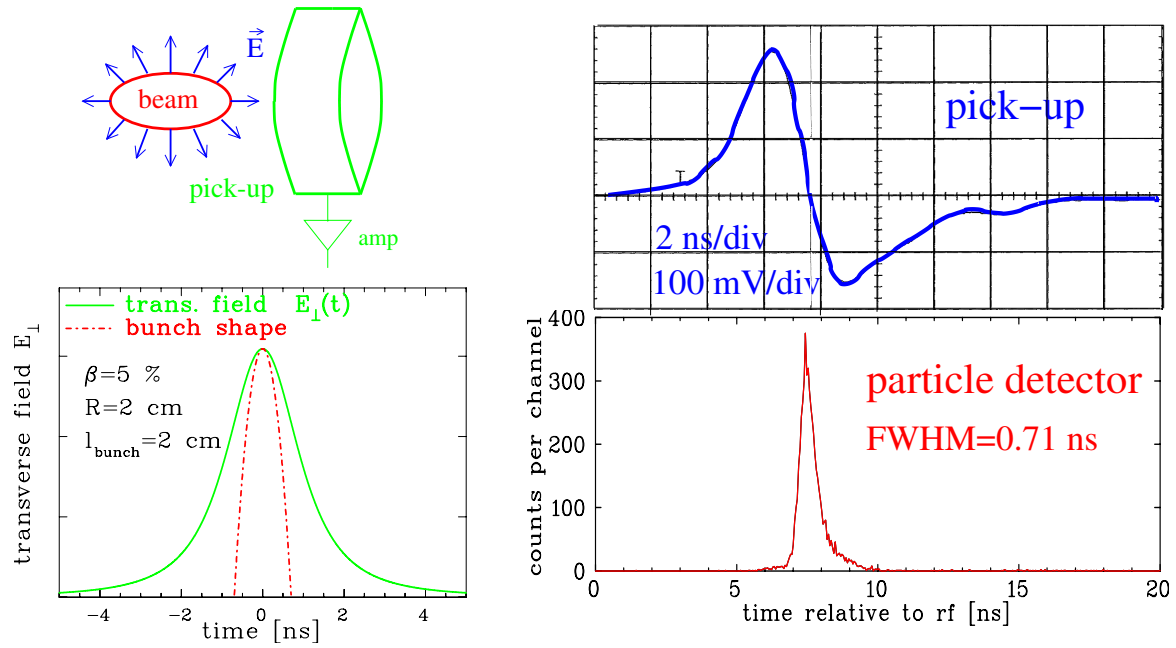 E
beam
pick-up
amp
trans. field E⊥(t)
bunch shape
β=5 %
R=2 cm
l_bunch=2 cm
transverse field E⊥
−4 −2 0 2 4
time [ns]
pick−up
2 ns/div
100 mV/div
400
300
200
100
0
counts per channel
particle detector
FWHM=0.71 ns
0 5 10 15 20
time relative to rf [ns]